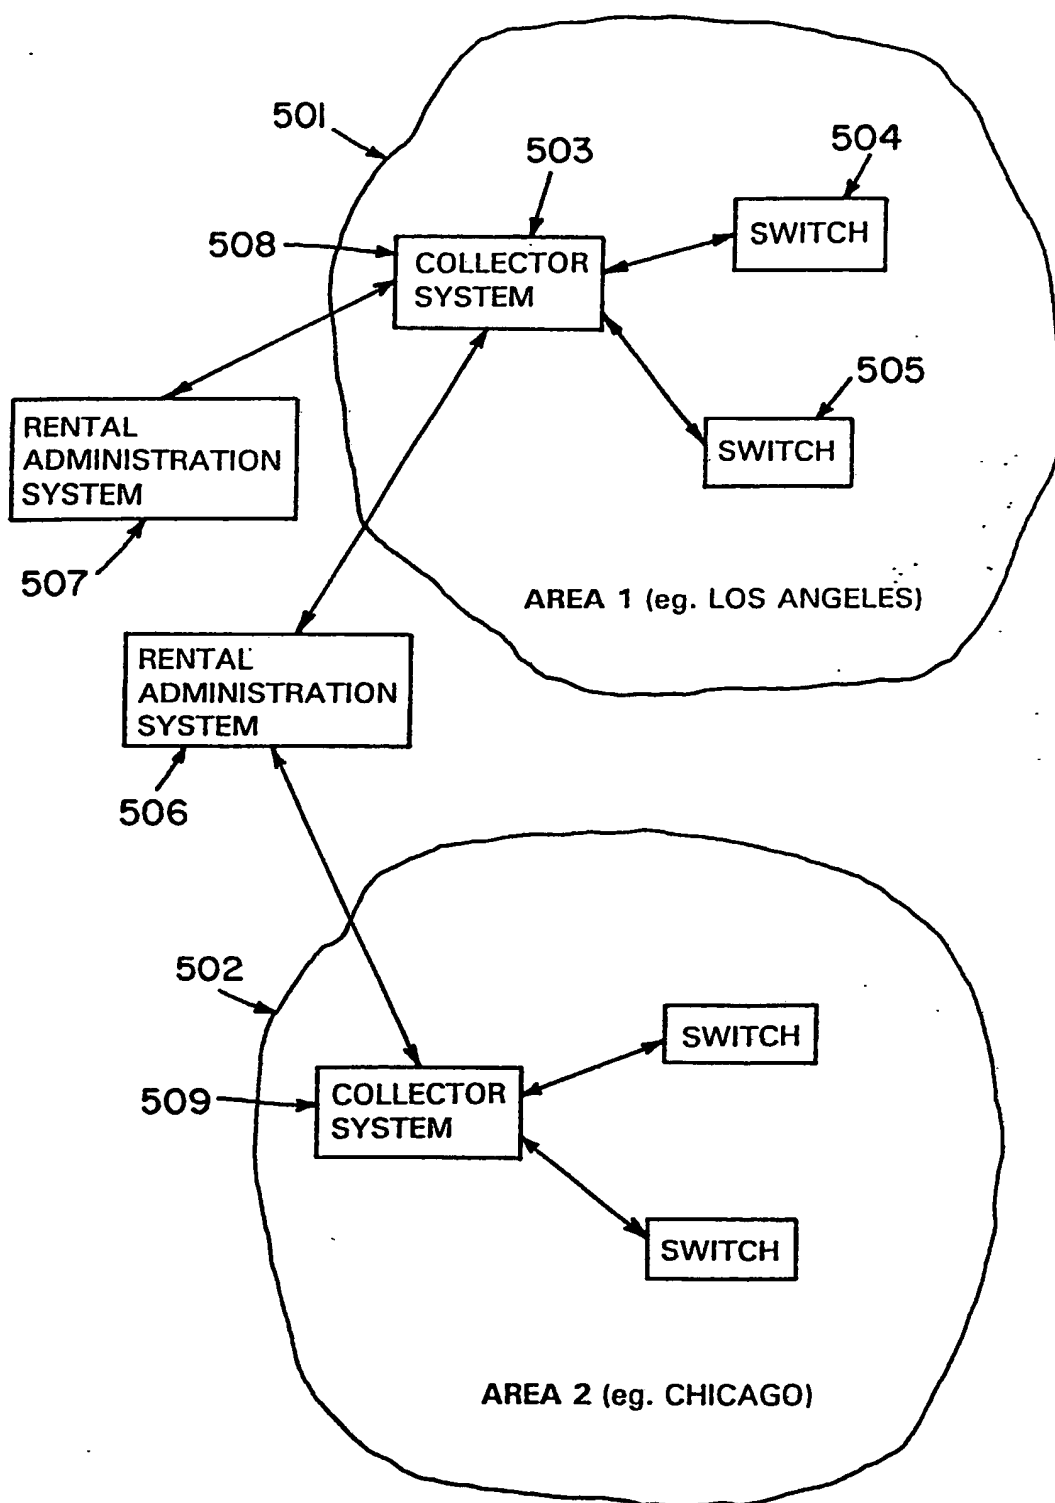 501
503
504
508
COLLECTOR
SYSTEM
SWITCH
505
SWITCH
RENTAL
ADMINISTRATION
SYSTEM
507
AREA 1 (eg. LOS ANGELES)
RENTAL
ADMINISTRATION
SYSTEM
506
502
SWITCH
509
COLLECTOR
SYSTEM
SWITCH
AREA 2 (eg. CHICAGO)